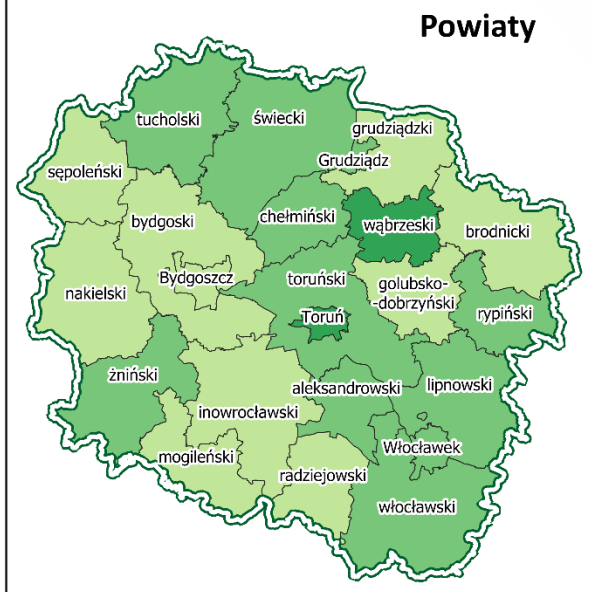 Powiaty
tucholski
świecki
grudziądzki
Grudziądz
sępoleński
bydgoski
chełmiński
wąbrzeski
brodnicki
nakielski
Bydgoszcz
toruński
golubsko-
-dobrzyński
rypiński
Toruń
żniński
aleksandrowski
lipnowski
inowrocławski
mogileński
Włocławek
radziejowski
włocławski